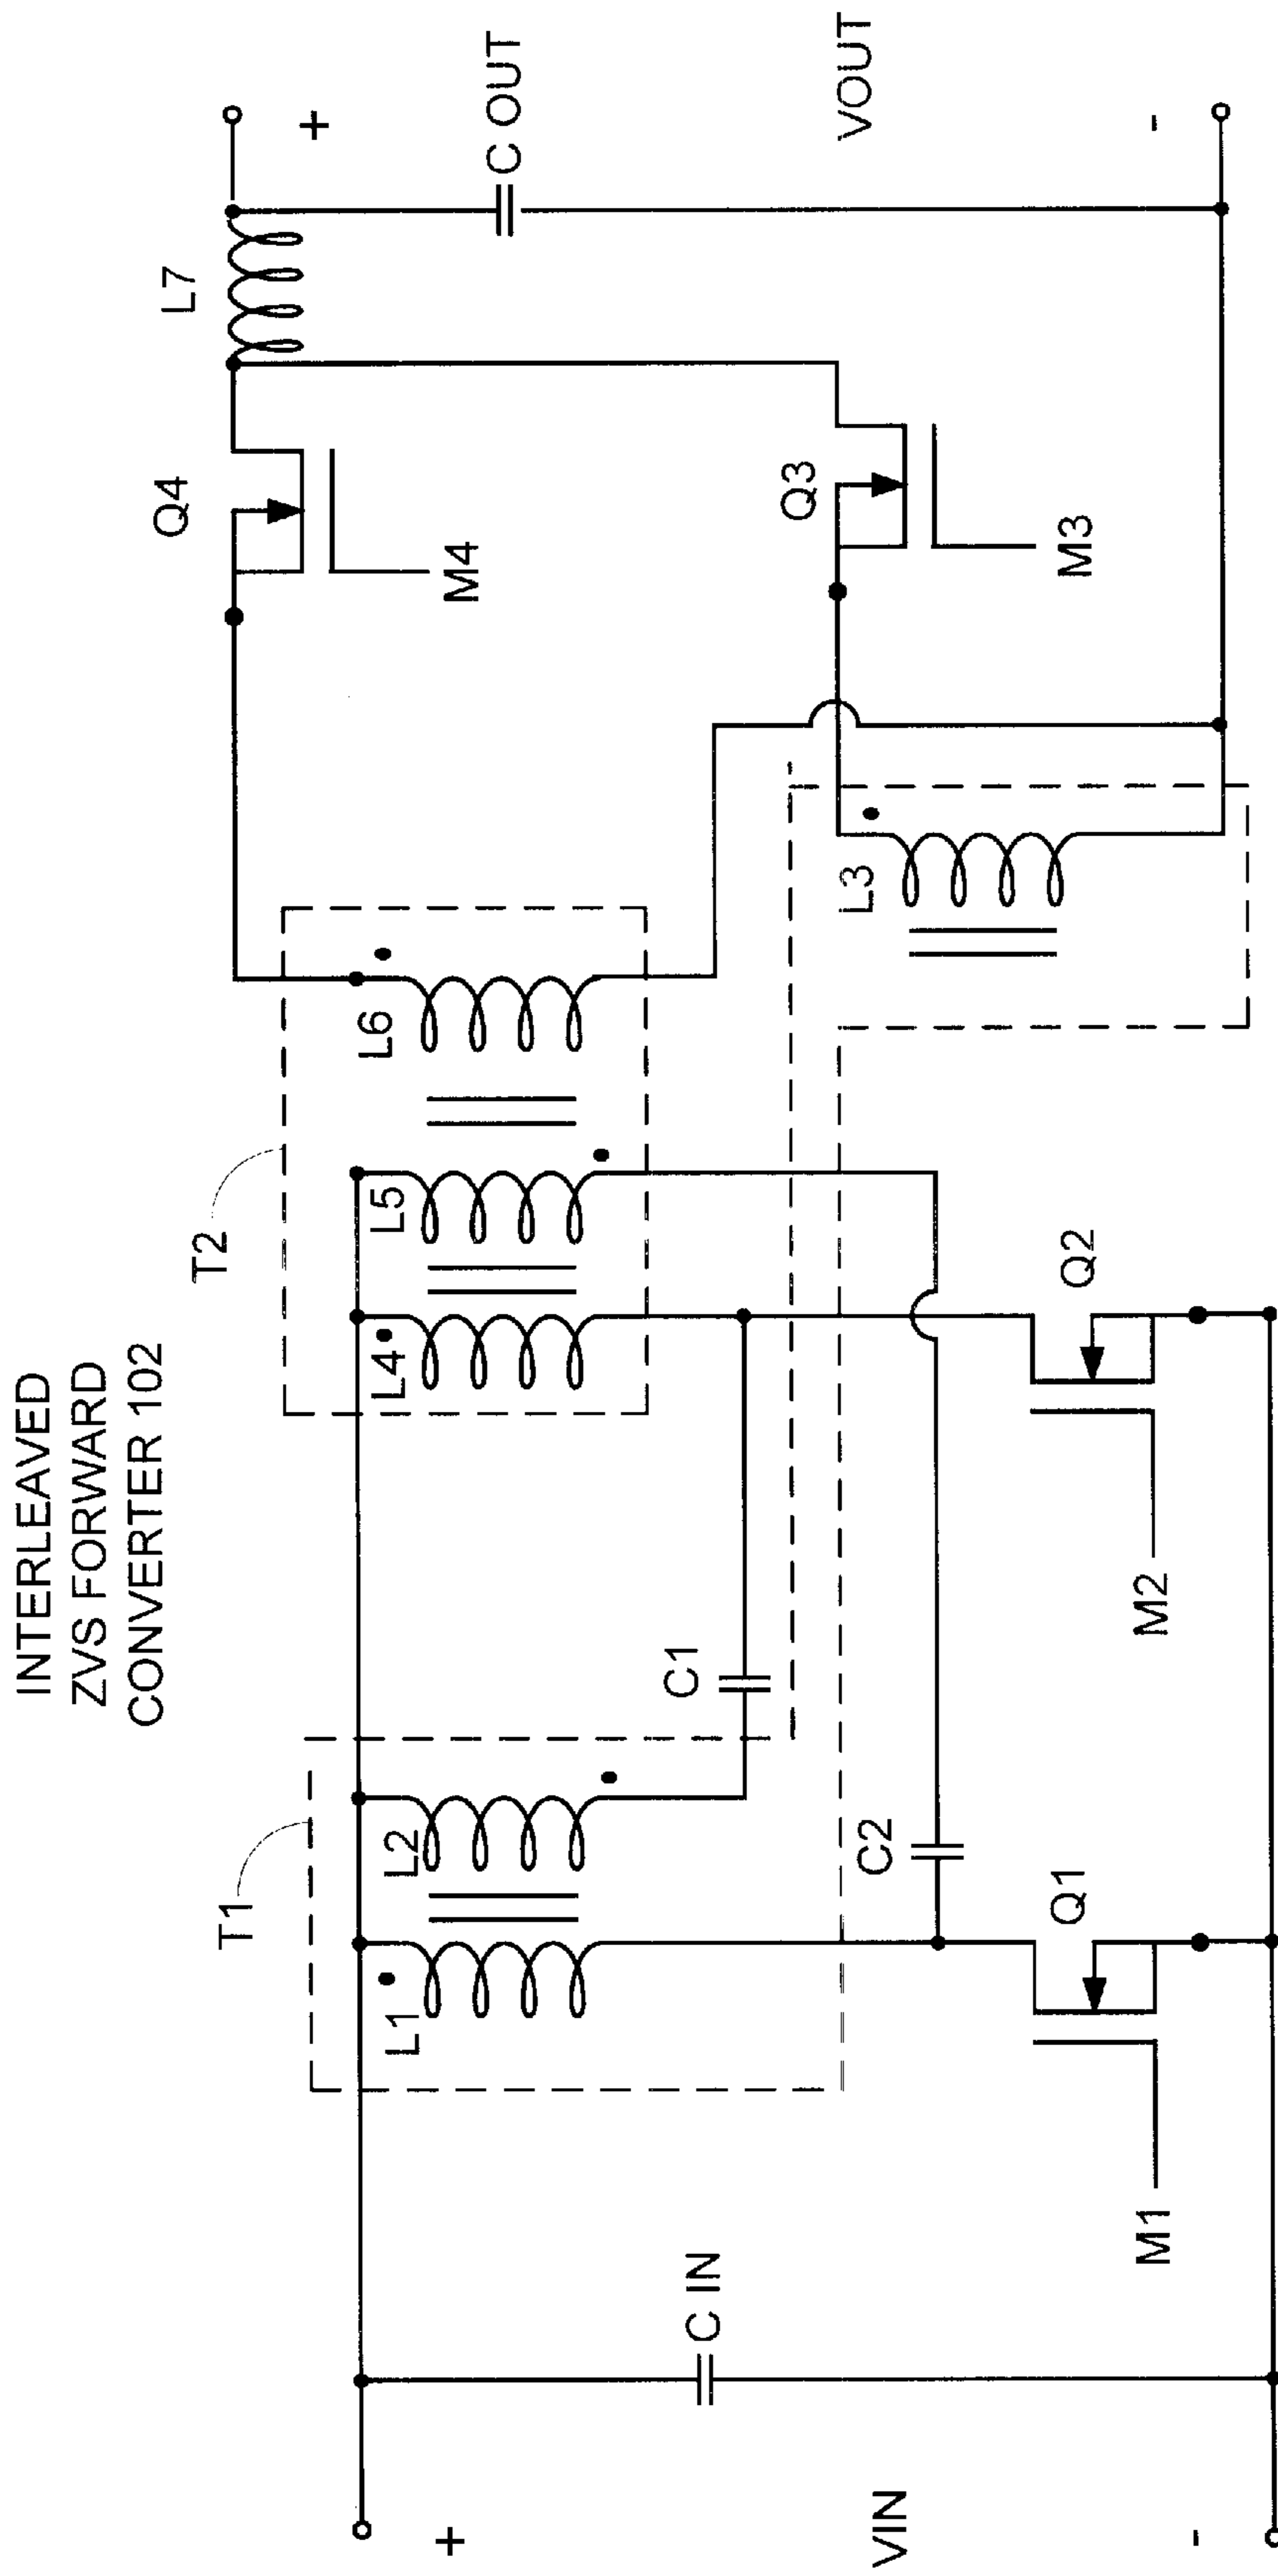 INTERLEAVED
ZVS FORWARD
CONVERTER 102
T1
T2
L7
Q4
+
+
L1
L2
L4
L5
L6
M4
C OUT
C IN
C1
Q3
VIN
C2
L3
VOUT
M3
Q1
Q2
M1
M2
-
-